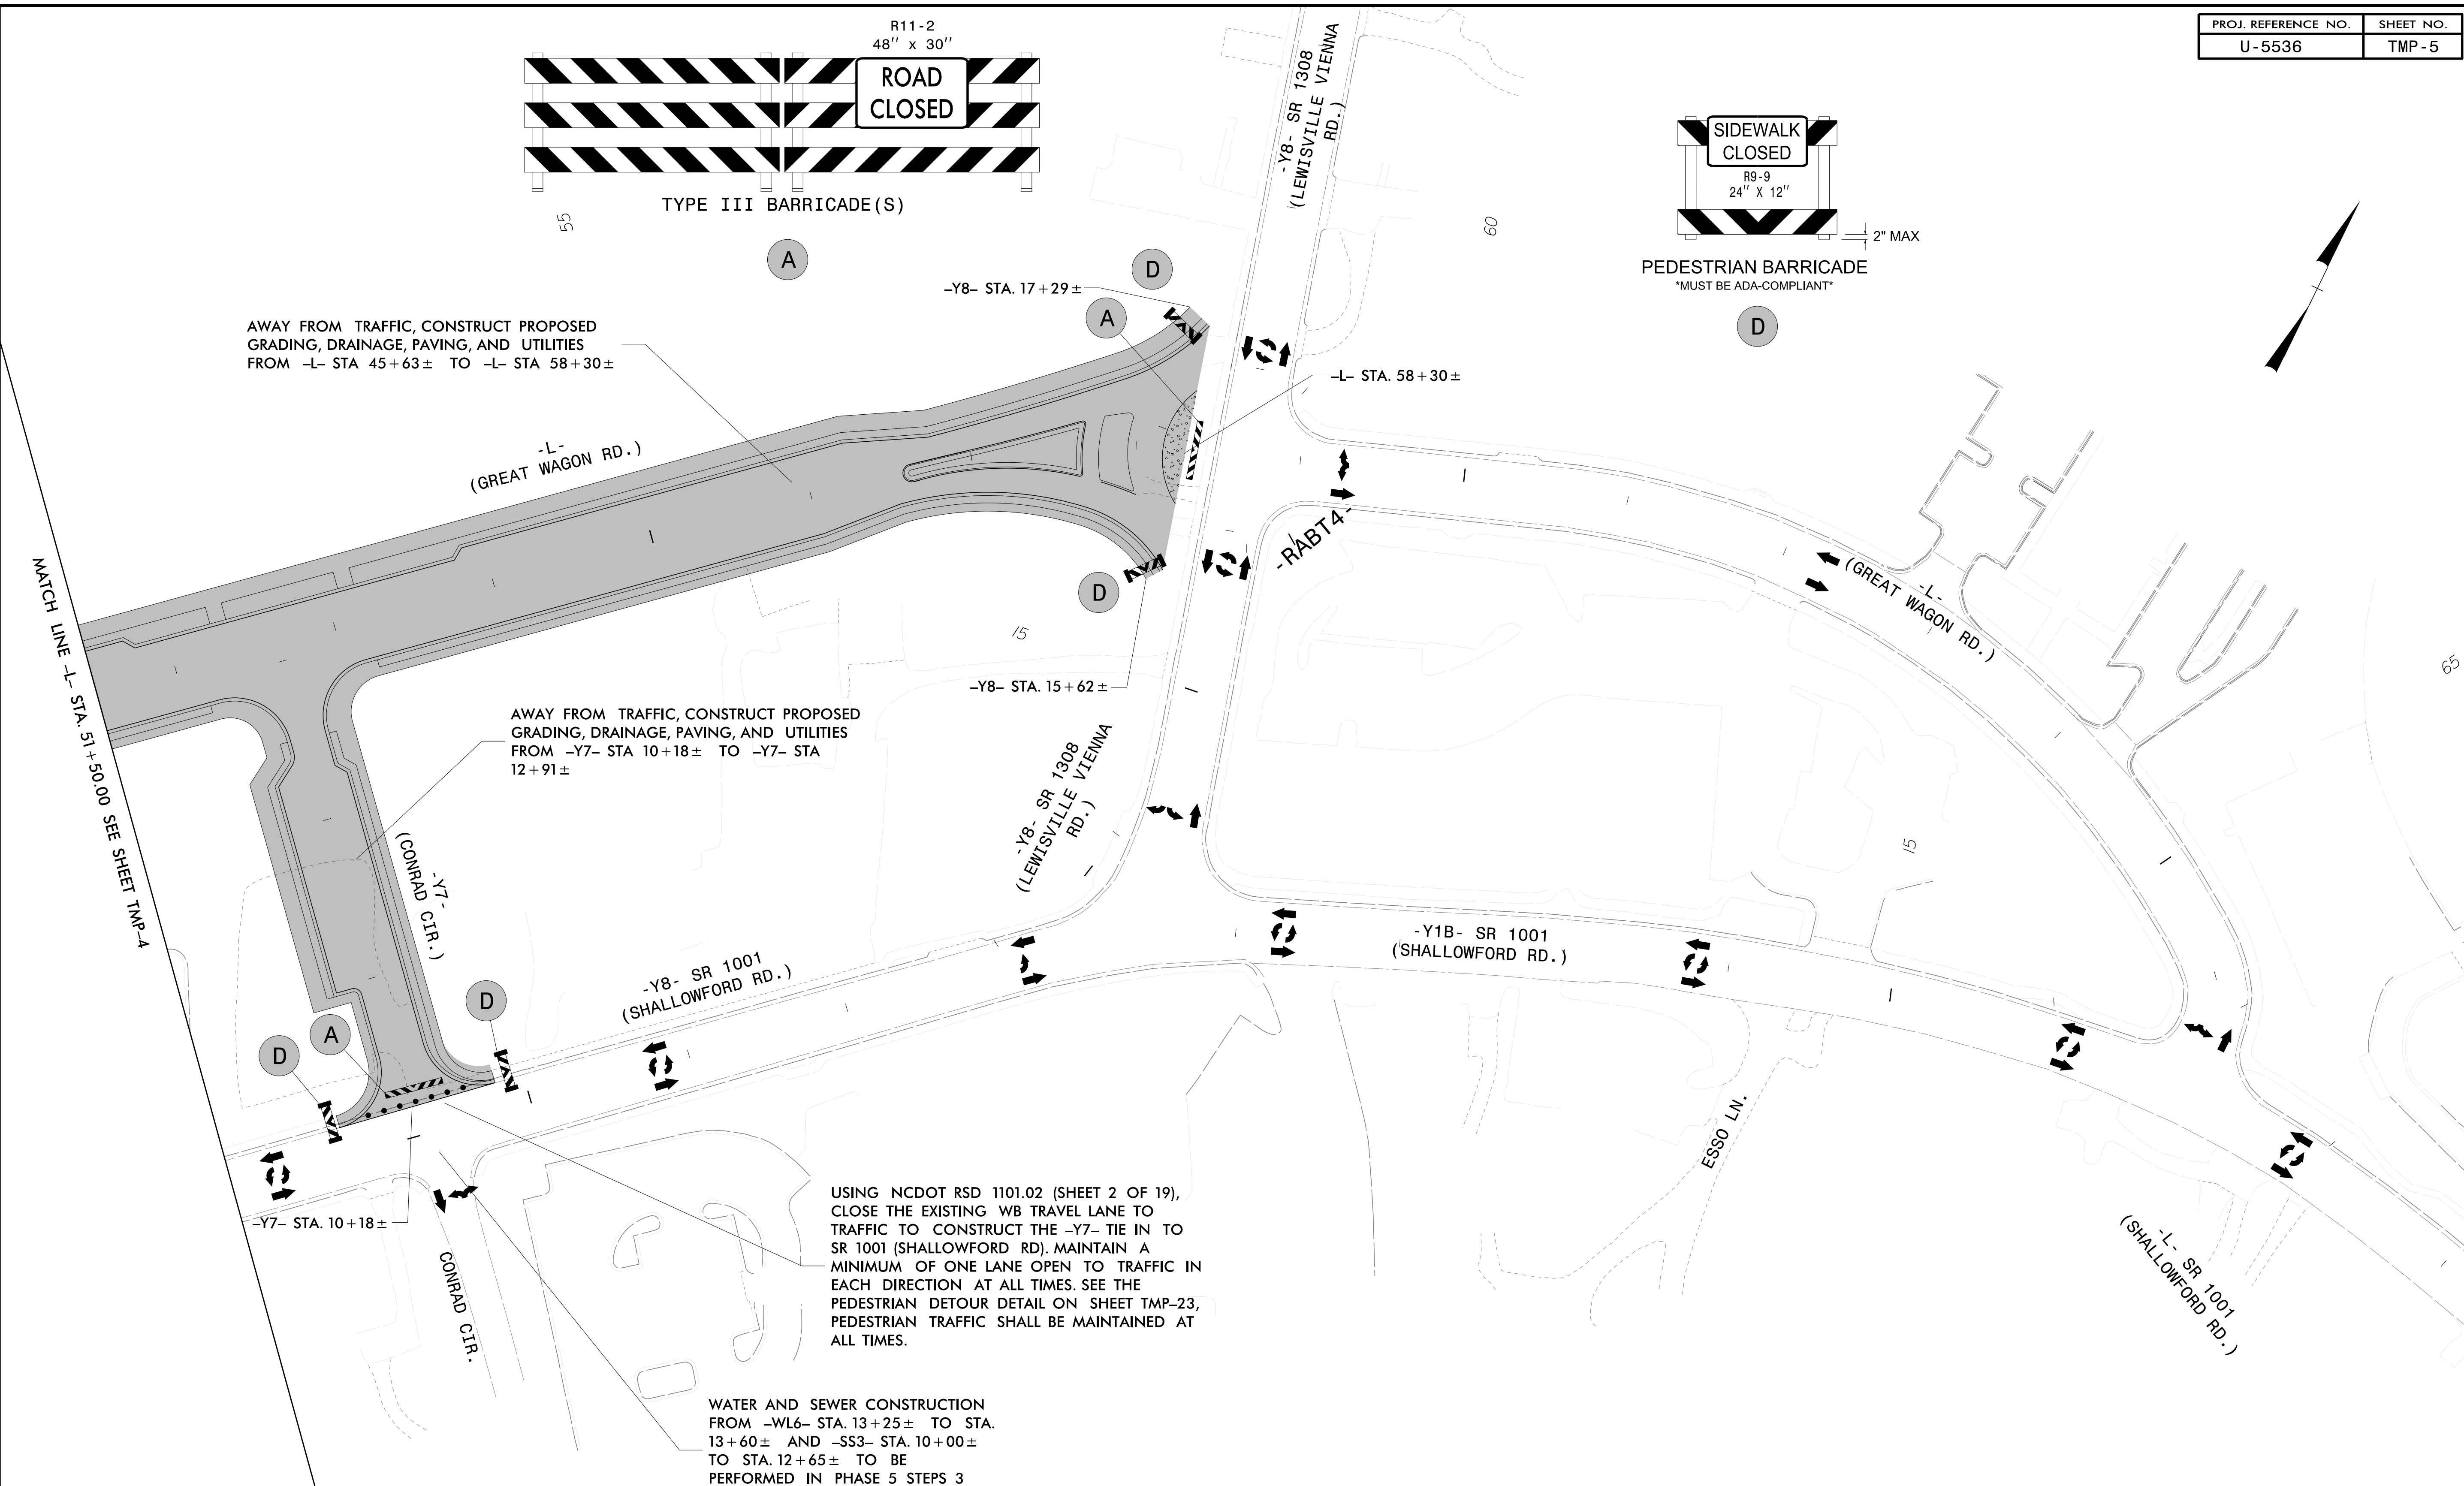 PROJ. REFERENCE NO.
SHEET NO.
U-5536
TMP-5
R11-2
48'' x 30''
ROAD
CLOSED
TYPE III BARRICADE(S)
A
SIDEWALK
CLOSED
R9-9
24'' X 12''
2" MAX
PEDESTRIAN BARRICADE
*MUST BE ADA-COMPLIANT*
D
55
60
-Y8- SR 1308
(LEWISVILLE VIENNA
RD.)
D
–Y8– STA. 17+29±
A
–L– STA. 58+30±
AWAY FROM TRAFFIC, CONSTRUCT PROPOSED
GRADING, DRAINAGE, PAVING, AND UTILITIES
FROM –L– STA 45+63± TO –L– STA 58+30±
-L-
(GREAT WAGON RD.)
-RABT4-
D
15
–Y8– STA. 15+62±
-L-
(GREAT WAGON RD.)
65
MATCH LINE –L– STA. 51+50.00 SEE SHEET TMP–4
AWAY FROM TRAFFIC, CONSTRUCT PROPOSED
GRADING, DRAINAGE, PAVING, AND UTILITIES
FROM –Y7– STA 10+18± TO –Y7– STA
12+91±
-Y7-
(CONRAD CIR.)
-Y8- SR 1308
(LEWISVILLE VIENNA
RD.)
15
-Y8- SR 1001
(SHALLOWFORD RD.)
-Y1B- SR 1001
(SHALLOWFORD RD.)
D
A
D
–Y7– STA. 10+18±
CONRAD CIR.
ESSO LN.
-L- SR 1001
(SHALLOWFORD RD.)
USING NCDOT RSD 1101.02 (SHEET 2 OF 19),
CLOSE THE EXISTING WB TRAVEL LANE TO
TRAFFIC TO CONSTRUCT THE –Y7– TIE IN TO
SR 1001 (SHALLOWFORD RD). MAINTAIN A
MINIMUM OF ONE LANE OPEN TO TRAFFIC IN
EACH DIRECTION AT ALL TIMES. SEE THE
PEDESTRIAN DETOUR DETAIL ON SHEET TMP–23,
PEDESTRIAN TRAFFIC SHALL BE MAINTAINED AT
ALL TIMES.
WATER AND SEWER CONSTRUCTION
FROM –WL6– STA. 13+25± TO STA.
13+60± AND –SS3– STA. 10+00±
TO STA. 12+65± TO BE
PERFORMED IN PHASE 5 STEPS 3